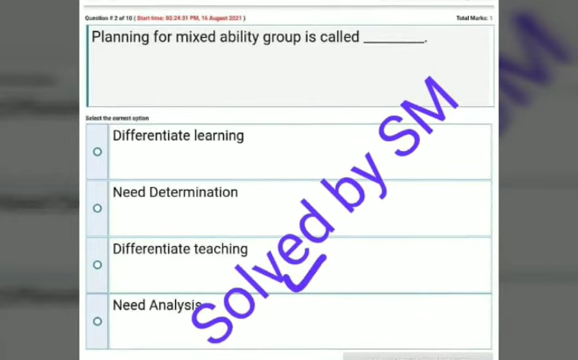 Question # 2 of 10 ( Start time: 03:24:31 PM, 16 August 2021 )
Total Marks: 1
Planning for mixed ability group is called ________.
Select the correct option
Differentiate learning
Need Determination
Differentiate teaching
Need Analysis
Solved by SM